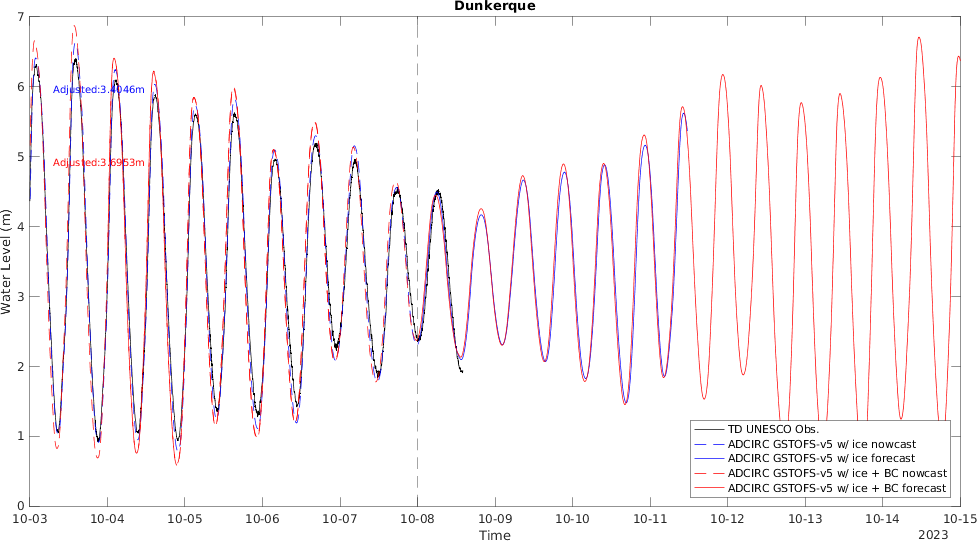 Dunkerque
7
6
5
4
3
2
1
0
Water Level (m)
Adjusted:3.4046m
Adjusted:3.6953m
TD UNESCO Obs.
ADCIRC GSTOFS-v5 w/ ice nowcast
ADCIRC GSTOFS-v5 w/ ice forecast
ADCIRC GSTOFS-v5 w/ ice + BC nowcast
ADCIRC GSTOFS-v5 w/ ice + BC forecast
10-03 10-04 10-05 10-06 10-07 10-08 10-09 10-10 10-11 10-12 10-13 10-14 10-15
Time
2023